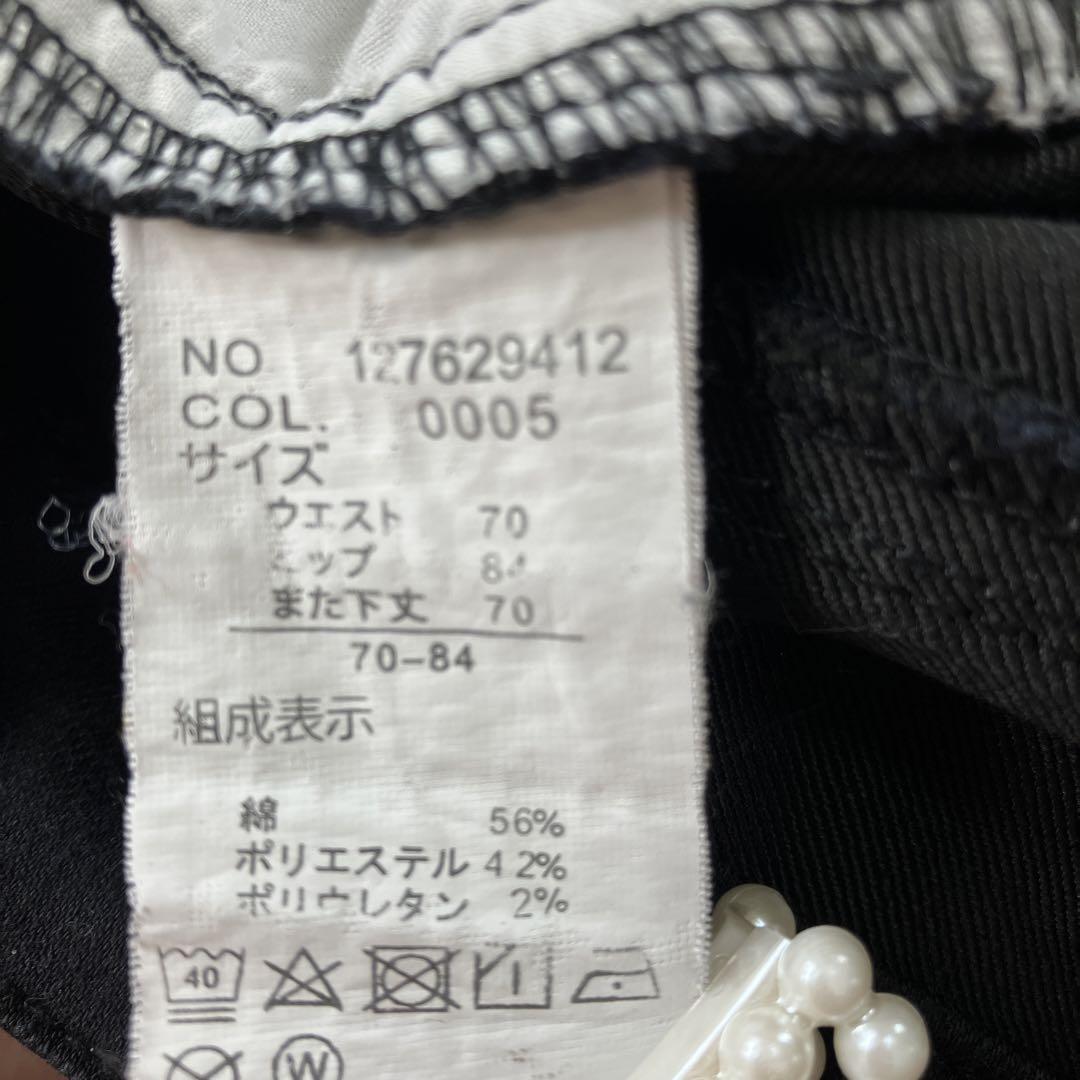 NO 127629412
COL. 0005
サイズ
ウエスト 70
ヒップ 84
また下丈 70
70-84
組成表示
綿 56%
ポリエステル 42%
ポリウレタン 2%
40
W